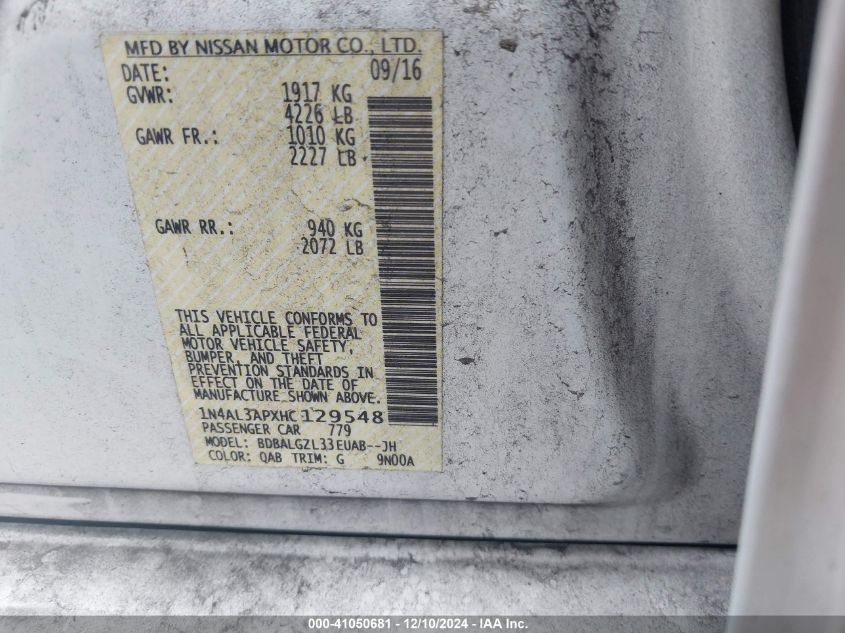 MFD BY NISSAN MOTOR CO., LTD.
DATE: 09/16
GVWR: 1917 KG
4226 LB
GAWR FR.: 1010 KG
2227 LB
GAWR RR.: 940 KG
2072 LB
THIS VEHICLE CONFORMS TO
ALL APPLICABLE FEDERAL
MOTOR VEHICLE SAFETY,
BUMPER, AND THEFT
PREVENTION STANDARDS IN
EFFECT ON THE DATE OF
MANUFACTURE SHOWN ABOVE.
1N4AL3APXHC129548
PASSENGER CAR 779
MODEL: BDBALGZL33EUAB--JH
COLOR: QAB TRIM: G 9N00A
000-41050681 - 12/10/2024 - IAA Inc.